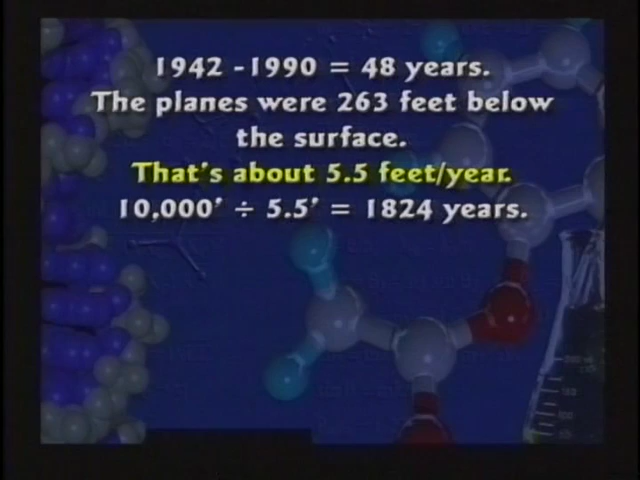 1942 -1990 = 48 years.
The planes were 263 feet below
the surface.
That's about 5.5 feet/year.
10,000' ÷ 5.5' = 1824 years.